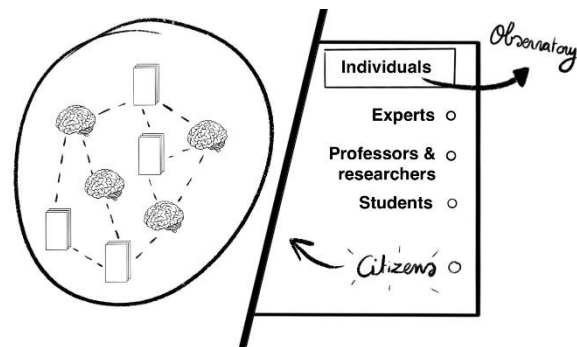 Observatory
Individuals
Experts
Professors &
researchers
Students
Citizens